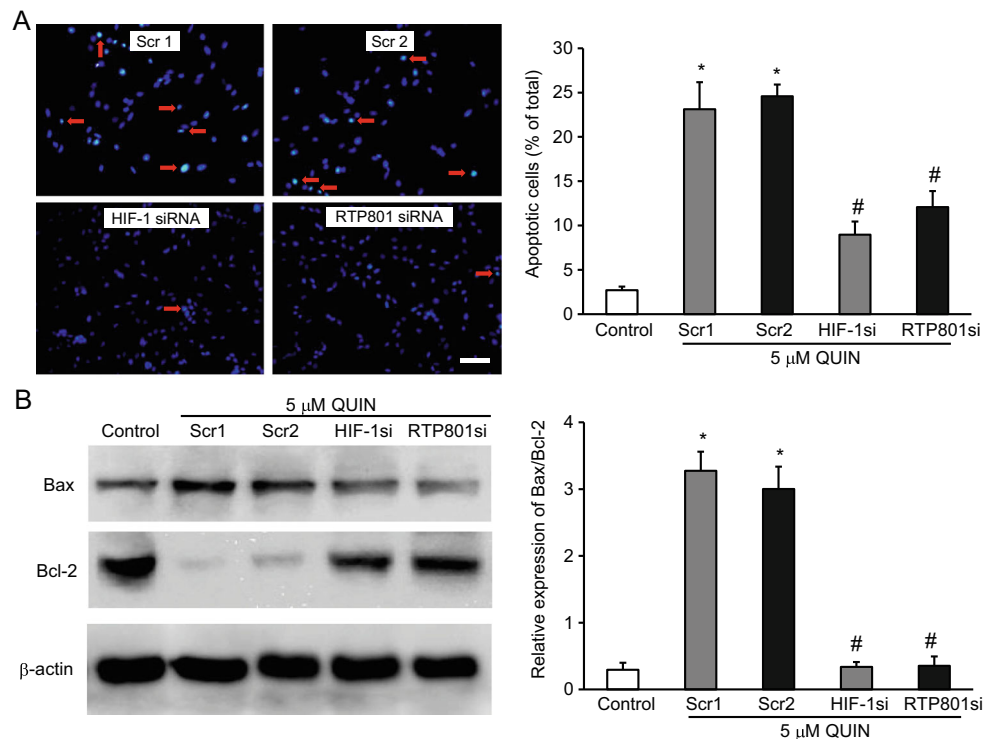 A
Scr 1
Scr 2
HIF-1 siRNA
RTP801 siRNA
Apoptotic cells (% of total)
30
25
20
15
10
5
0
*
*
#
#
Control
Scr1
Scr2
HIF-1si
RTP801si
5 μM QUIN
B
5 μM QUIN
Control
Scr1
Scr2
HIF-1si
RTP801si
Bax
Bcl-2
β-actin
Relative expression of Bax/Bcl-2
4
3
2
1
0
*
*
#
#
Control
Scr1
Scr2
HIF-1si
RTP801si
5 μM QUIN